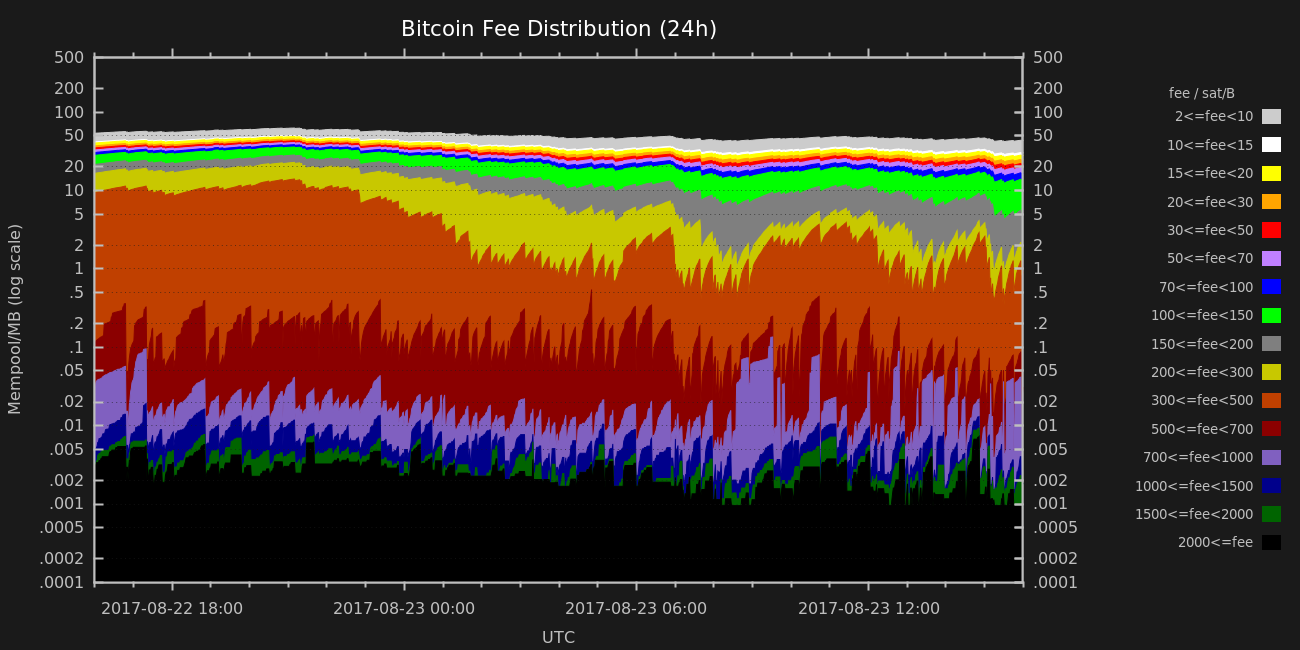 Bitcoin Fee Distribution (24h)
500 500
200 200
100 100
50 50
20 20
10 10
5 5
2 2
1 1
.5 .5
.2 .2
.1 .1
.05 .05
.02 .02
.01 .01
.005 .005
.002 .002
.001 .001
.0005 .0005
.0002 .0002
.0001 .0001
Mempool/MB (log scale)
2017-08-22 18:00 2017-08-23 00:00 2017-08-23 06:00 2017-08-23 12:00
UTC
fee / sat/B
2<=fee<10
10<=fee<15
15<=fee<20
20<=fee<30
30<=fee<50
50<=fee<70
70<=fee<100
100<=fee<150
150<=fee<200
200<=fee<300
300<=fee<500
500<=fee<700
700<=fee<1000
1000<=fee<1500
1500<=fee<2000
2000<=fee